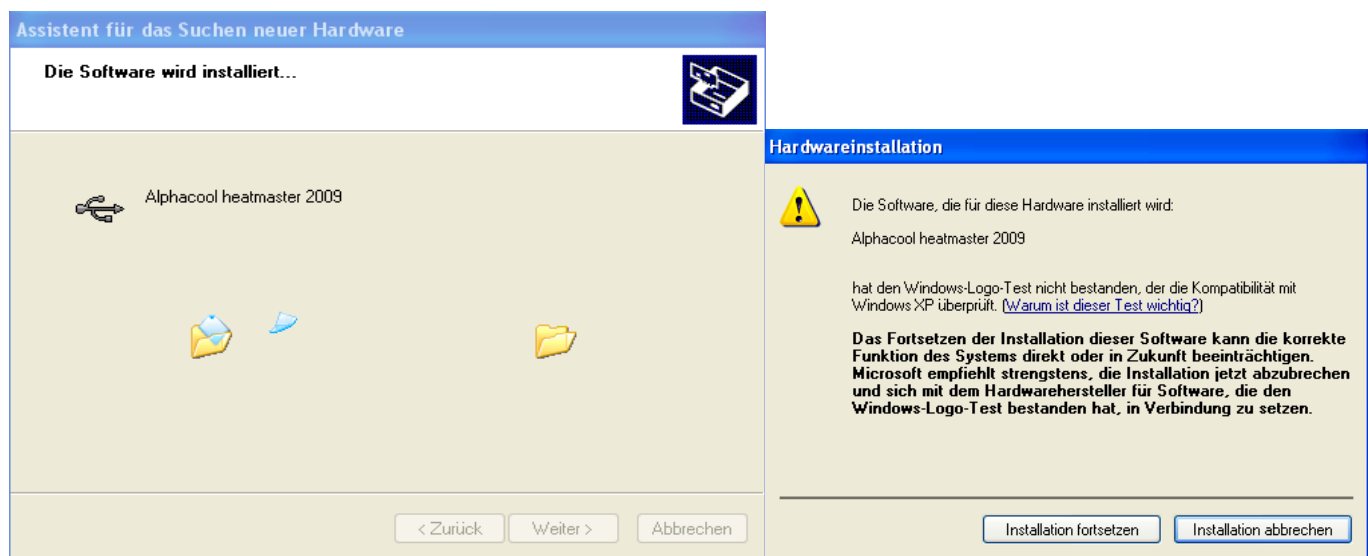 Assistent für das Suchen neuer Hardware
Die Software wird installiert...
Alphacool heatmaster 2009
< Zurück
Weiter >
Abbrechen
Hardwareinstallation
Die Software, die für diese Hardware installiert wird:
Alphacool heatmaster 2009
hat den Windows-Logo-Test nicht bestanden, der die Kompatibilität mit
Windows XP überprüft. (Warum ist dieser Test wichtig?)
Das Fortsetzen der Installation dieser Software kann die korrekte
Funktion des Systems direkt oder in Zukunft beeinträchtigen.
Microsoft empfiehlt strengstens, die Installation jetzt abzubrechen
und sich mit dem Hardwarehersteller für Software, die den
Windows-Logo-Test bestanden hat, in Verbindung zu setzen.
Installation fortsetzen
Installation abbrechen